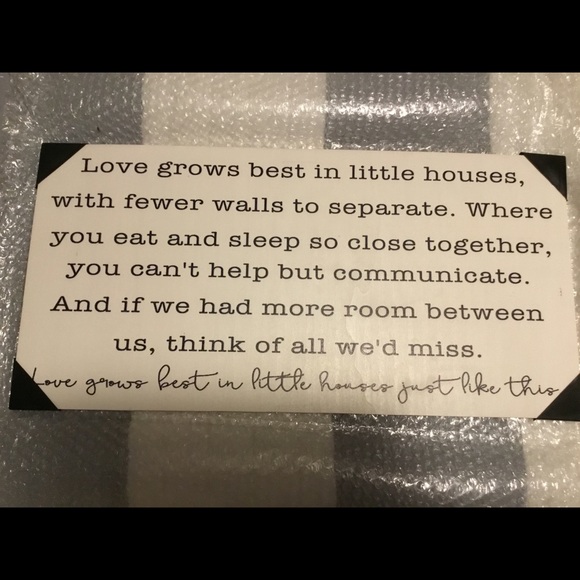 Love grows best in little houses,
with fewer walls to separate. Where
you eat and sleep so close together,
you can't help but communicate.
And if we had more room between
us, think of all we'd miss.
Love grows best in little houses just like this